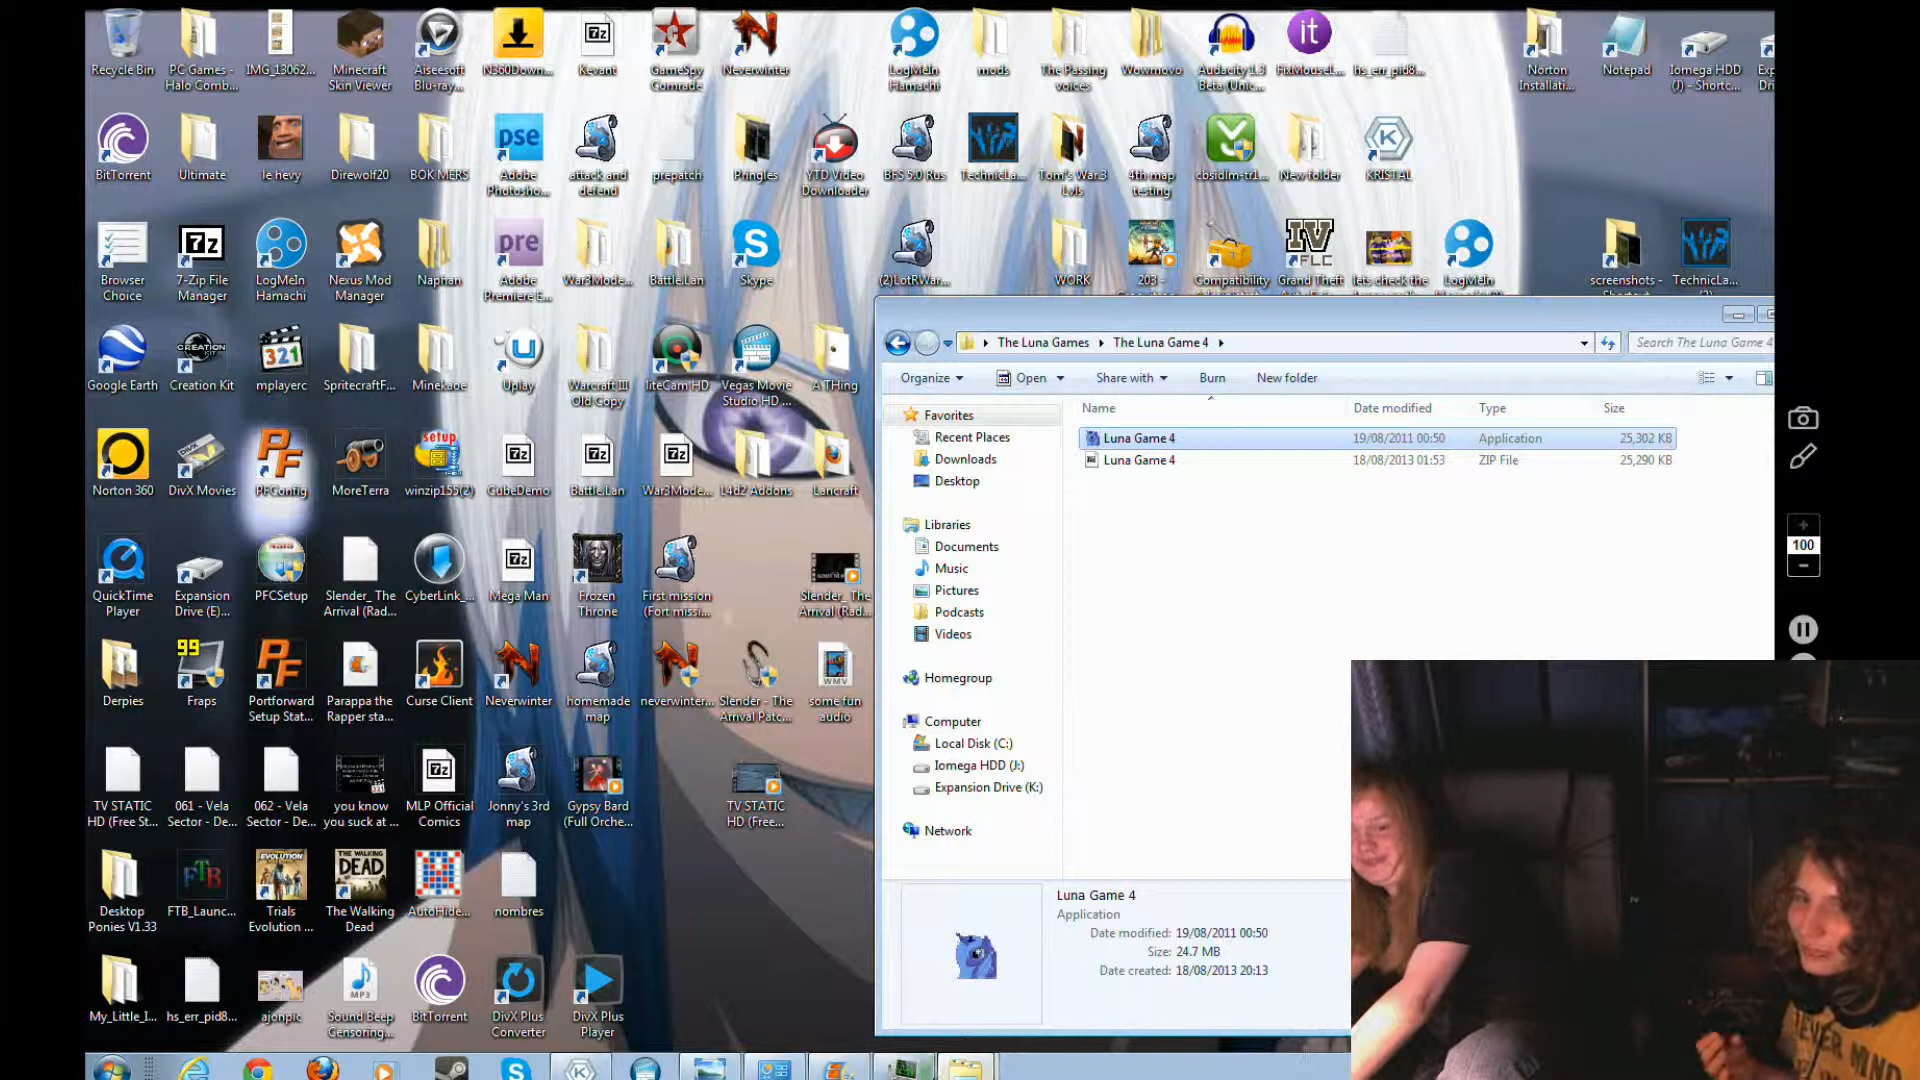 Recycle Bin
PC Games - Halo Comb...
IMG_13062...
Minecraft Skin Viewer
Aiseesoft Blu-ray...
N360Down...
Kevant
GameSpy Comrade
Neverwinter
LogMeIn Hamachi
mods
The Passing voices
Wowmovo
Audacity 1.3 Beta (Unic...
FixMouseL...
hs_err_pid8...
Norton Installati...
Notepad
Iomega HDD (J) - Shortc...
BitTorrent
Ultimate
le hevy
Direwolf20
BOK MERS
Adobe Photosho...
attack and defend
prepatch
Pringles
YTD Video Downloader
BFS 5.0 Rus
TechnicLa...
Tom's War3 Lvls
4th map testing
cbsidlm-tr1...
New folder
KRISTAL
Browser Choice
7-Zip File Manager
LogMeIn Hamachi
Nexus Mod Manager
Naphan
Adobe Premiere E...
War3Mode...
Battle.Lan
Skype
(2)LotRWar...
WORK
203 -
Compatibility
Grand Theft
lets check the
LogMeIn
screenshots - Shortcut
TechnicLa... (2)
Google Earth
Creation Kit
mplayerc
SpritecraftF...
Minekaoe
Uplay
Warcraft III Old Copy
liteCam HD
Vegas Movie Studio HD ...
A THing
The Luna Games
The Luna Game 4
Search The Luna Game 4
Organize
Open
Share with
Burn
New folder
Name
Date modified
Type
Size
Luna Game 4
19/08/2011 00:50
Application
25,302 KB
Luna Game 4
18/08/2013 01:53
ZIP File
25,290 KB
Favorites
Recent Places
Downloads
Desktop
Libraries
Documents
Music
Pictures
Podcasts
Videos
Homegroup
Computer
Local Disk (C:)
Iomega HDD (J:)
Expansion Drive (K:)
Network
Norton 360
DivX Movies
PFConfig
MoreTerra
winzip155(2)
CubeDemo
Battle.Lan
War3Mode...
L4d2 Addons
Lancraft
QuickTime Player
Expansion Drive (E)...
PFCSetup
Slender_ The Arrival (Rad...
CyberLink_...
Mega Man
Frozen Throne
First mission (Fort missi...
Slender_ The Arrival (Rad...
Derpies
Fraps
Portforward Setup Stat...
Parappa the Rapper sta...
Curse Client
Neverwinter
homemade map
neverwinter...
Slender - The Arrival Patc...
some fun audio
TV STATIC HD (Free St...
061 - Vela Sector - De...
062 - Vela Sector - De...
you know you suck at ...
MLP Official Comics
Jonny's 3rd map
Gypsy Bard (Full Orche...
TV STATIC HD (Free...
Desktop Ponies V1.33
FTB_Launc...
Trials Evolution ...
The Walking Dead
AutoHide...
nombres
My_Little_I...
hs_err_pid8...
ajonpic
Sound Beep Censoring...
BitTorrent
DivX Plus Converter
DivX Plus Player
Luna Game 4
Application
Date modified: 19/08/2011 00:50
Size: 24.7 MB
Date created: 18/08/2013 20:13
100
NEVER MIND